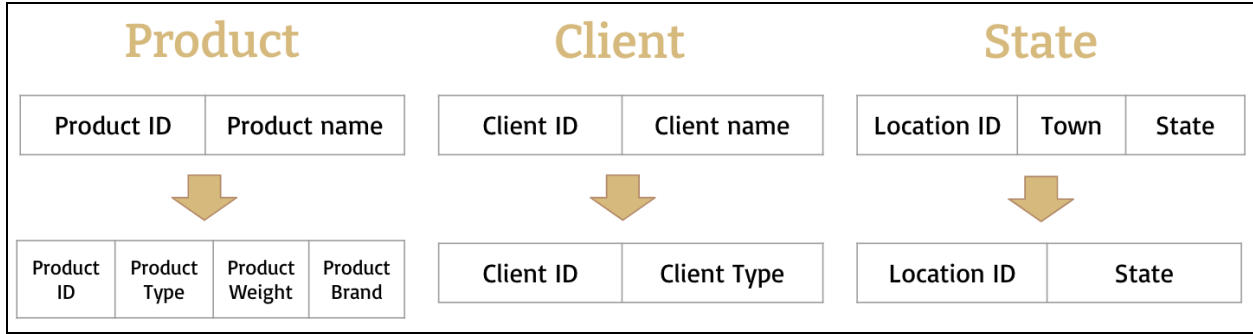 Product Client State
Product ID Product name Client ID Client name Location ID Town State
Product ID Product Type Product Weight Product Brand Client ID Client Type Location ID State